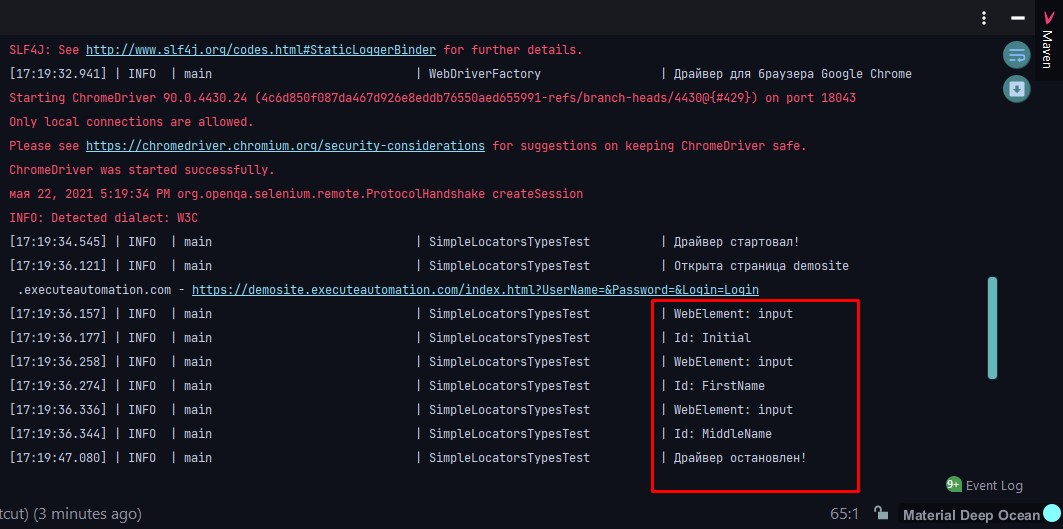 Maven
SLF4J: See http://www.slf4j.org/codes.html#StaticLoggerBinder for further details.
[17:19:32.941] | INFO | main | WebDriverFactory | Драйвер для браузера Google Chrome
Starting ChromeDriver 90.0.4430.24 (4c6d850f087da467d926e8eddb76550aed655991-refs/branch-heads/4430@{#429}) on port 18043
Only local connections are allowed.
Please see https://chromedriver.chromium.org/security-considerations for suggestions on keeping ChromeDriver safe.
ChromeDriver was started successfully.
мая 22, 2021 5:19:34 PM org.openqa.selenium.remote.ProtocolHandshake createSession
INFO: Detected dialect: W3C
[17:19:34.545] | INFO | main | SimpleLocatorsTypesTest | Драйвер стартовал!
[17:19:36.121] | INFO | main | SimpleLocatorsTypesTest | Открыта страница demosite
.executeautomation.com - https://demosite.executeautomation.com/index.html?UserName=&Password=&Login=Login
[17:19:36.157] | INFO | main | SimpleLocatorsTypesTest | WebElement: input
[17:19:36.177] | INFO | main | SimpleLocatorsTypesTest | Id: Initial
[17:19:36.258] | INFO | main | SimpleLocatorsTypesTest | WebElement: input
[17:19:36.274] | INFO | main | SimpleLocatorsTypesTest | Id: FirstName
[17:19:36.336] | INFO | main | SimpleLocatorsTypesTest | WebElement: input
[17:19:36.344] | INFO | main | SimpleLocatorsTypesTest | Id: MiddleName
[17:19:47.080] | INFO | main | SimpleLocatorsTypesTest | Драйвер остановлен!
9+ Event Log
tcut) (3 minutes ago) 65:1 Material Deep Ocean